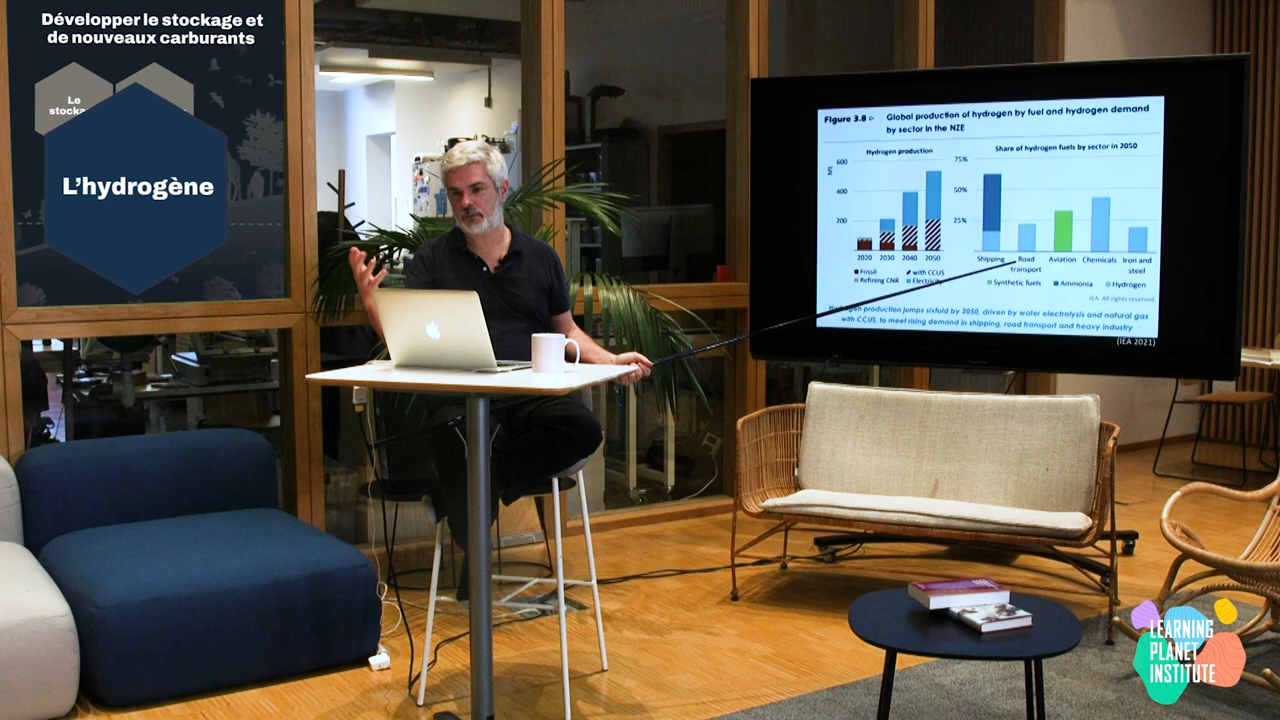 Développer le stockage et
de nouveaux carburants
Le
stocka
L'hydrogène
Figure 3.8 ▷ Global production of hydrogen by fuel and hydrogen demand
by sector in the NZE
Hydrogen production
Mt
600
400
200
2020 2030 2040 2050
Fossil with CCUS
Refining CNR Electricity
Share of hydrogen fuels by sector in 2050
75%
50%
25%
Shipping Road Aviation Chemicals Iron and
transport steel
Synthetic fuels Ammonia Hydrogen
IEA. All rights reserved.
Hydrogen production jumps sixfold by 2050, driven by water electrolysis and natural gas
with CCUS, to meet rising demand in shipping, road transport and heavy industry
(IEA 2021)
LEARNING
PLANET
INSTITUTE